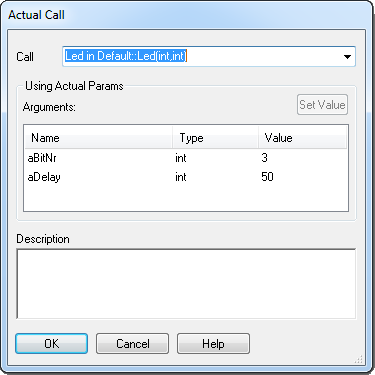 Actual Call
Call Led in Default::Led(int,int)
Using Actual Params
Arguments: Set Value
Name Type Value
aBitNr int 3
aDelay int 50
Description
OK Cancel Help